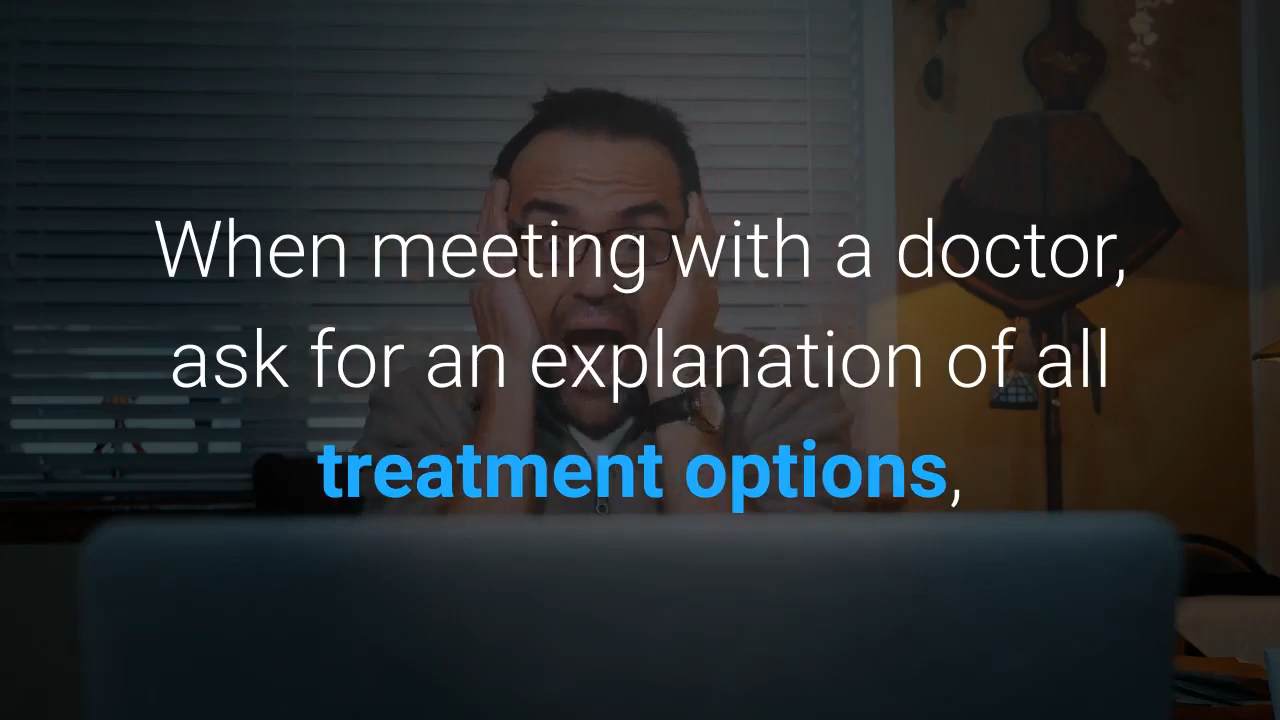 When meeting with a doctor,
ask for an explanation of all
treatment options,